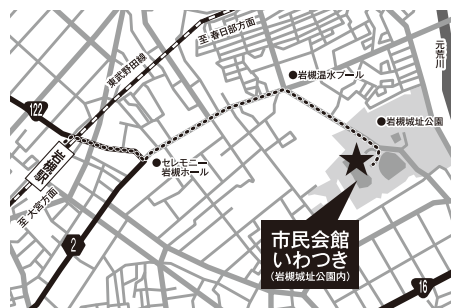 至 春日部方面
東武野田線
元荒川
●岩槻温水プール
122
●岩槻城址公園
岩槻駅
●セレモニー
岩槻ホール
至 大宮方面
2
市民会館
いわつき
(岩槻城址公園内)
16